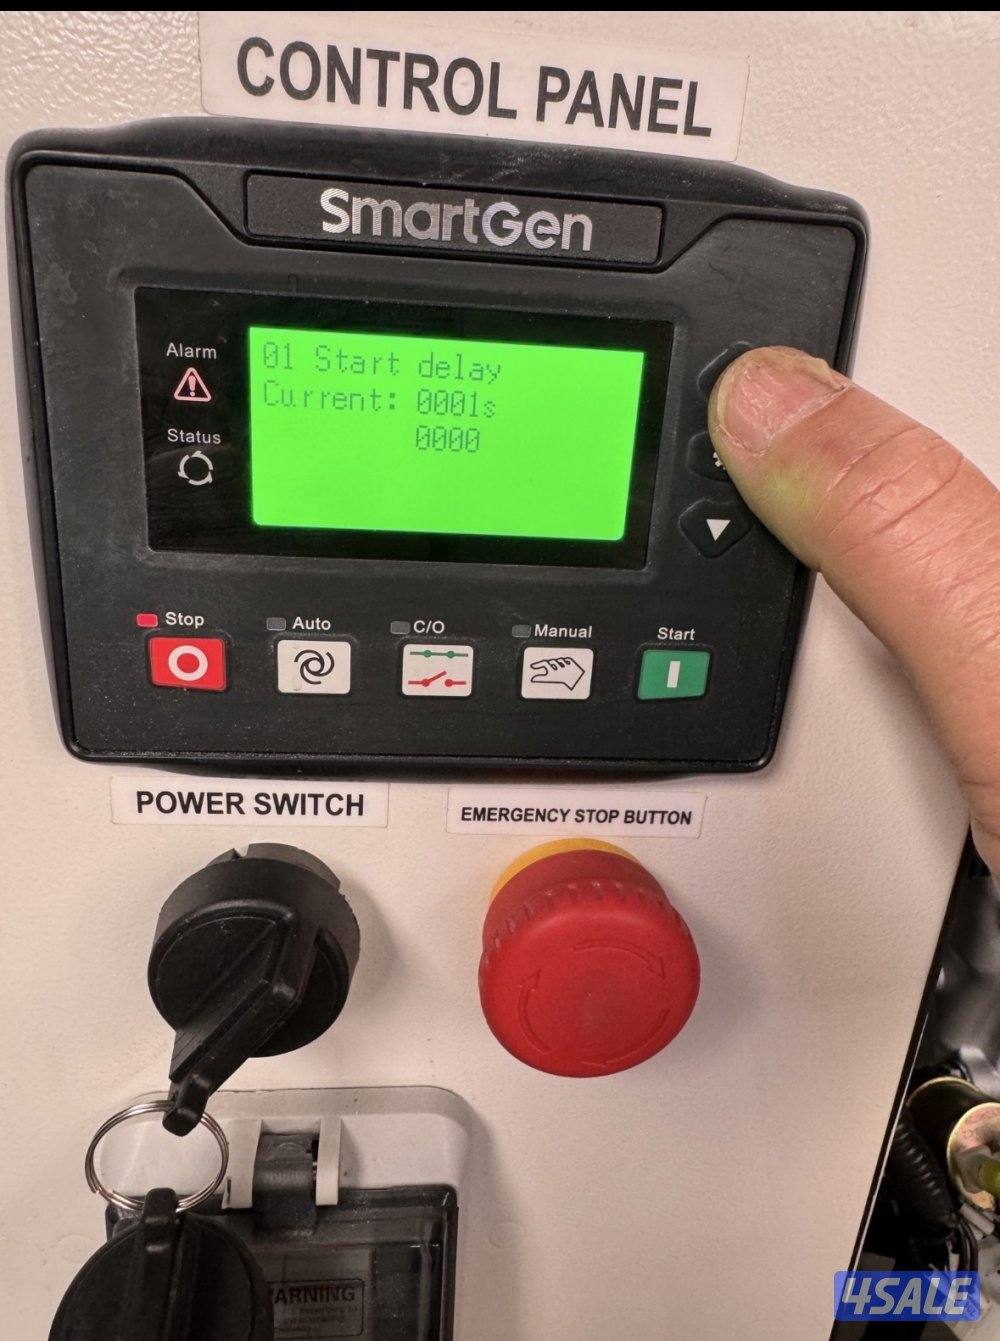 CONTROL PANEL
SmartGen
Alarm
Status
01 Start delay
Current: 0001s
0000
Stop
Auto
C/O
Manual
Start
POWER SWITCH
EMERGENCY STOP BUTTON
WARNING
4SALE